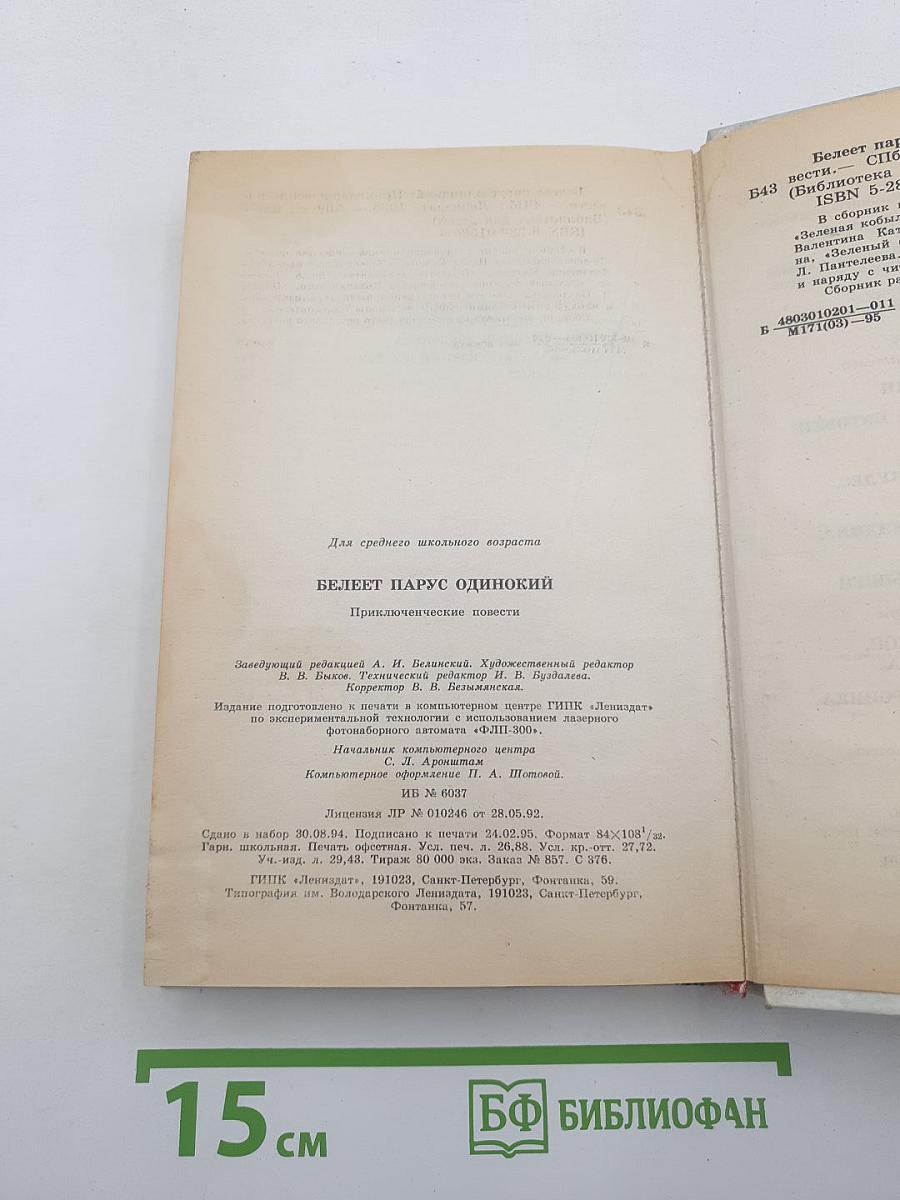 Для среднего школьного возраста
БЕЛЕЕТ ПАРУС ОДИНОКИЙ
Приключенческие повести
Заведующий редакцией А. И. Белинский. Художественный редактор
В. В. Быков. Технический редактор И. В. Буздалева.
Корректор В. В. Безымянская.
Издание подготовлено к печати в компьютерном центре ГИПК «Лениздат»
по экспериментальной технологии с использованием лазерного
фотонаборного автомата «ФЛП-300».
Начальник компьютерного центра
С. Л. Аронштам
Компьютерное оформление П. А. Шотовой.
ИБ № 6037
Лицензия ЛР № 010246 от 28.05.92.
Сдано в набор 30.08.94. Подписано к печати 24.02.95. Формат 84×108¹/₃₂.
Гарн. школьная. Печать офсетная. Усл. печ. л. 26,88. Усл. кр.-отт. 27,72.
Уч.-изд. л. 29,43. Тираж 80 000 экз. Заказ № 857. С 376.
ГИПК «Лениздат», 191023, Санкт-Петербург, Фонтанка, 59.
Типография им. Володарского Лениздата, 191023, Санкт-Петербург,
Фонтанка, 57.
Белеет пар
Б43 вести.— СПб
(Библиотека
ISBN 5-28
В сборник
«Зеленая кобыл
Валентина Кат
на, «Зеленый
Л. Пантелеева.
и наряду с чи
Сборник ра
Б 4803010201—011
М171(03)—95
15 см
БФ БИБЛИОФАН